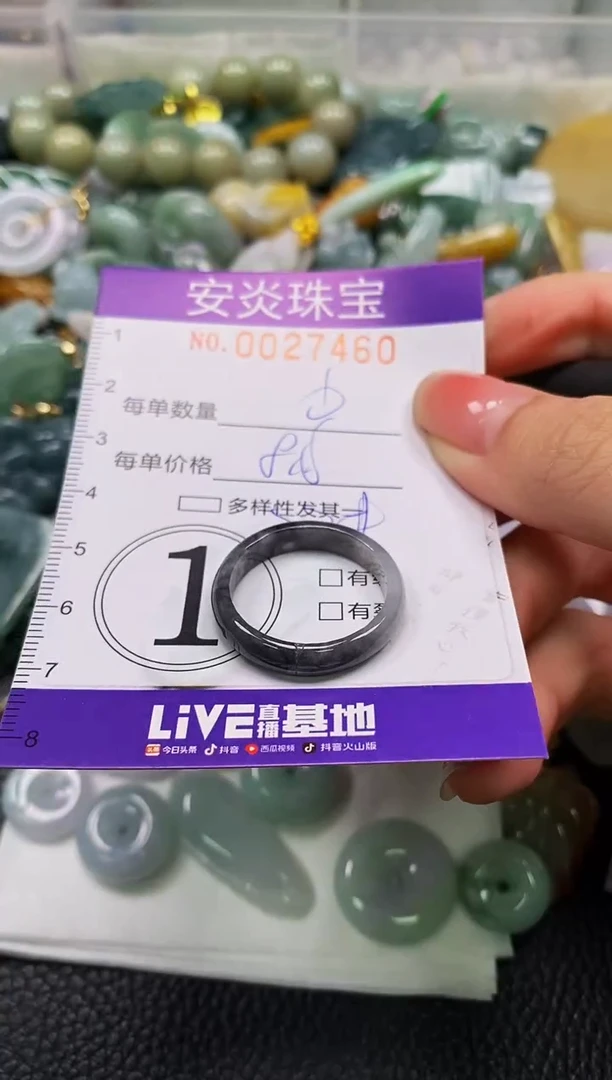 安炎珠宝
NO.0027460
1
2
每单数量
3
每单价格
4
多样性发其一
5
有
1
6
有
7
LiVE直播基地
今日头条 抖音 西瓜视频 抖音火山版
8